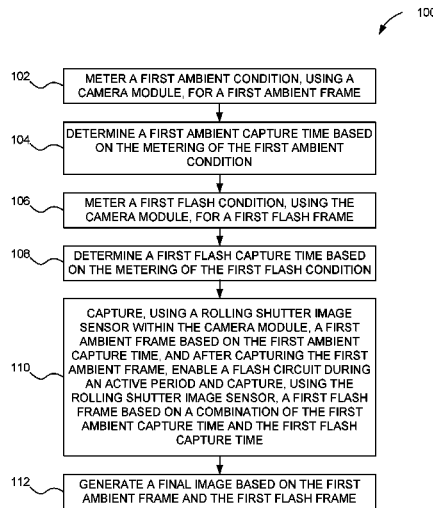 100
102
METER A FIRST AMBIENT CONDITION, USING A
CAMERA MODULE, FOR A FIRST AMBIENT FRAME
104
DETERMINE A FIRST AMBIENT CAPTURE TIME BASED
ON THE METERING OF THE FIRST AMBIENT
CONDITION
106
METER A FIRST FLASH CONDITION, USING THE
CAMERA MODULE, FOR A FIRST FLASH FRAME
108
DETERMINE A FIRST FLASH CAPTURE TIME BASED
ON THE METERING OF THE FIRST FLASH CONDITION
110
CAPTURE, USING A ROLLING SHUTTER IMAGE
SENSOR WITHIN THE CAMERA MODULE, A FIRST
AMBIENT FRAME BASED ON THE FIRST AMBIENT
CAPTURE TIME, AND AFTER CAPTURING THE FIRST
AMBIENT FRAME, ENABLE A FLASH CIRCUIT DURING
AN ACTIVE PERIOD AND CAPTURE, USING THE
ROLLING SHUTTER IMAGE SENSOR, A FIRST FLASH
FRAME BASED ON A COMBINATION OF THE FIRST
AMBIENT CAPTURE TIME AND THE FIRST FLASH
CAPTURE TIME
112
GENERATE A FINAL IMAGE BASED ON THE FIRST
AMBIENT FRAME AND THE FIRST FLASH FRAME